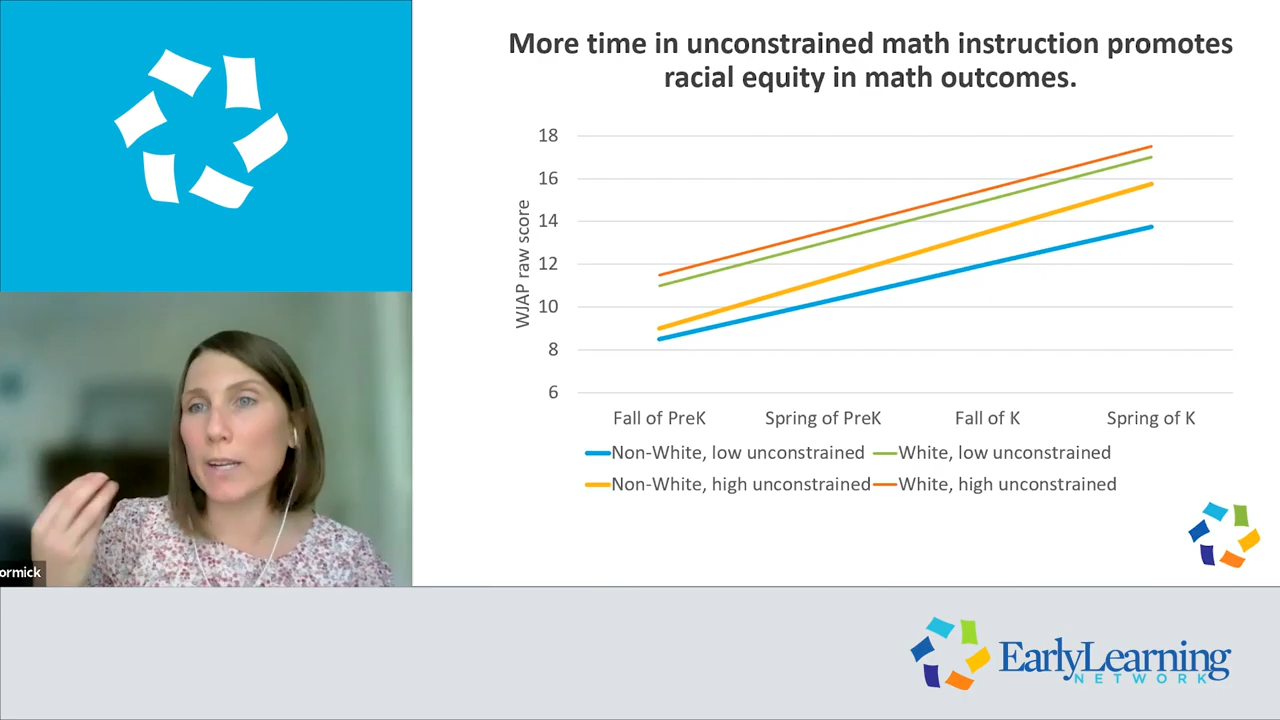 More time in unconstrained math instruction promotes
racial equity in math outcomes.
18
16
14
12
10
8
6
WJAP raw score
Fall of PreK Spring of PreK Fall of K Spring of K
Non-White, low unconstrained White, low unconstrained
Non-White, high unconstrained White, high unconstrained
ormick
EarlyLearning
NETWORK